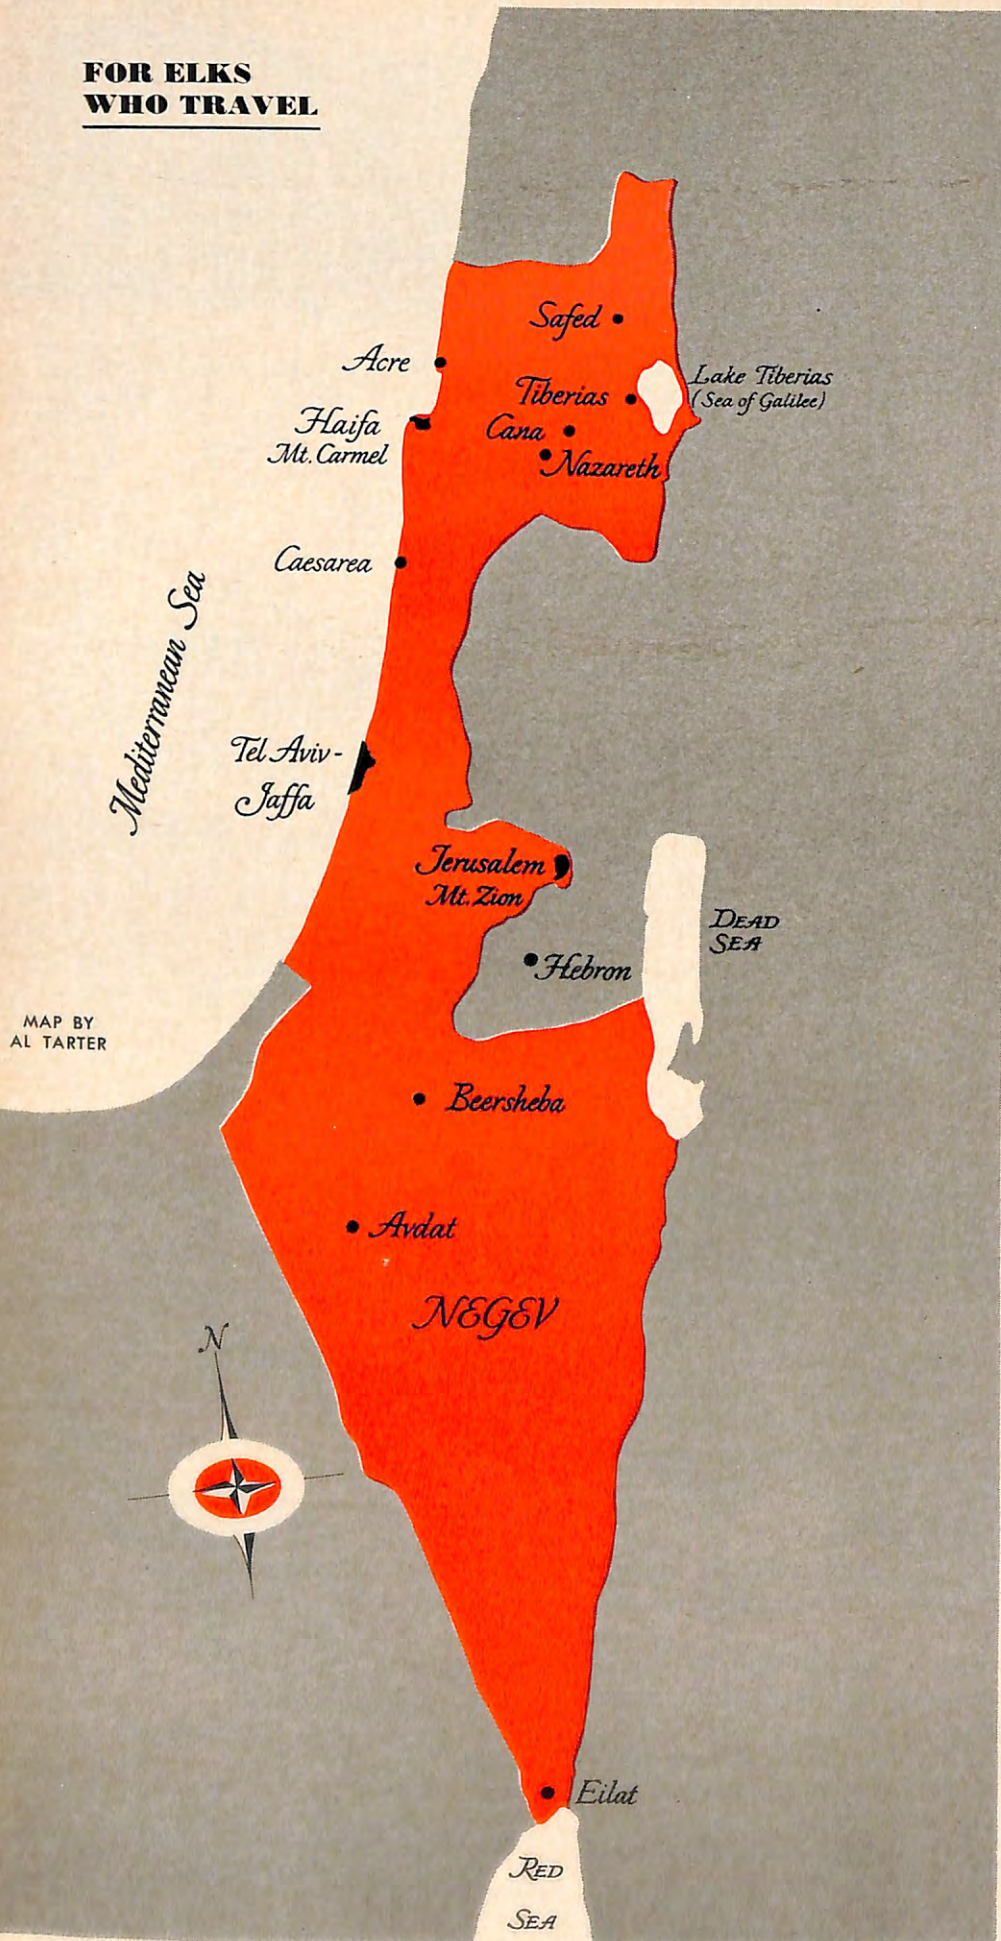 FOR ELKS
WHO TRAVEL
Safed
Acre
Lake Tiberias
(Sea of Galilee)
Tiberias
Haifa
Mt. Carmel
Cana
Nazareth
Caesarea
Mediterranean Sea
Tel Aviv-
Jaffa
Jerusalem
Mt. Zion
DEAD
SEA
Hebron
MAP BY
AL TARTER
Beersheba
Avdat
NEGEV
N
Eilat
RED
SEA